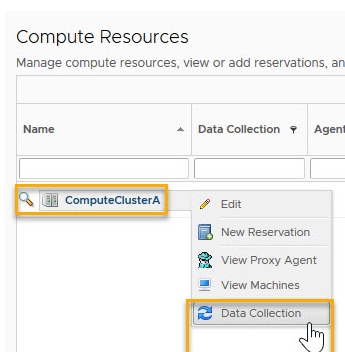 Compute Resources
Manage compute resources, view or add reservations, an
Name Data Collection Agent
ComputeClusterA
Edit
New Reservation
View Proxy Agent
View Machines
Data Collection